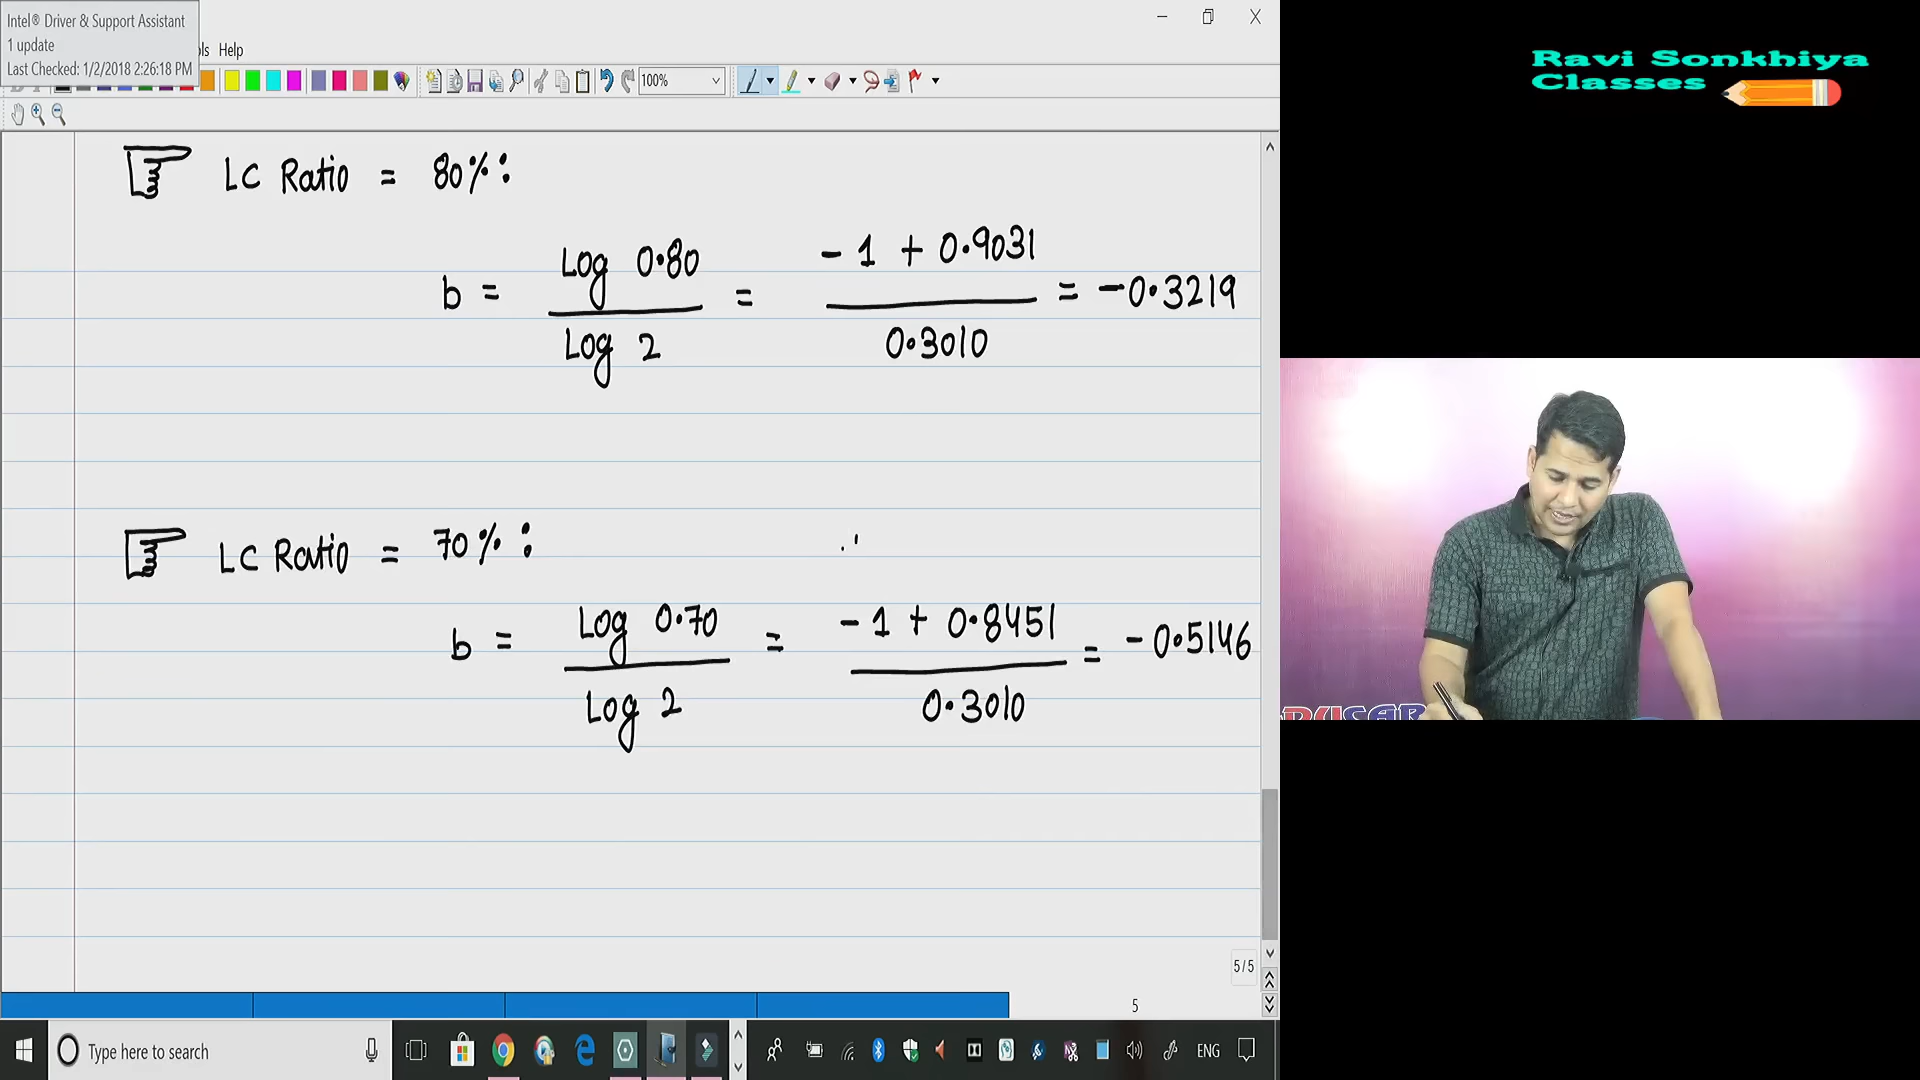 Intel® Driver & Support Assistant
1 update
Last Checked: 1/2/2018 2:26:18 PM
ols Help
100%
Ravi Sonkhiya
Classes
LC Ratio = 80%:
b = Log 0.80 / Log 2 = -1 + 0.9031 / 0.3010 = -0.3219
LC Ratio = 70%:
b = Log 0.70 / Log 2 = -1 + 0.8451 / 0.3010 = -0.5146
5/5
5
Type here to search
ENG